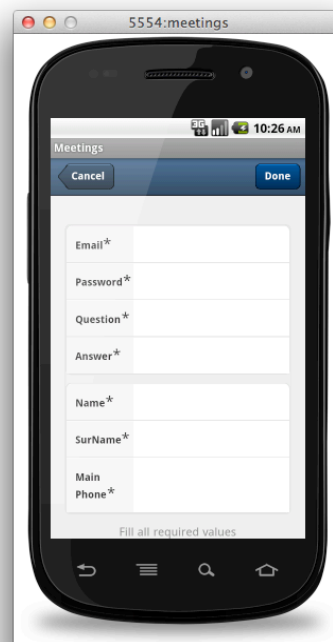 5554:meetings
3G 10:26 AM
Meetings
Cancel Done
Email*
Password*
Question*
Answer*
Name*
SurName*
Main
Phone*
Fill all required values